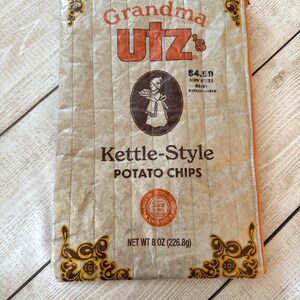 Grandma
UTZ's
$4.59
Kettle-Style
POTATO CHIPS
NET WT 8 OZ (226.8g)